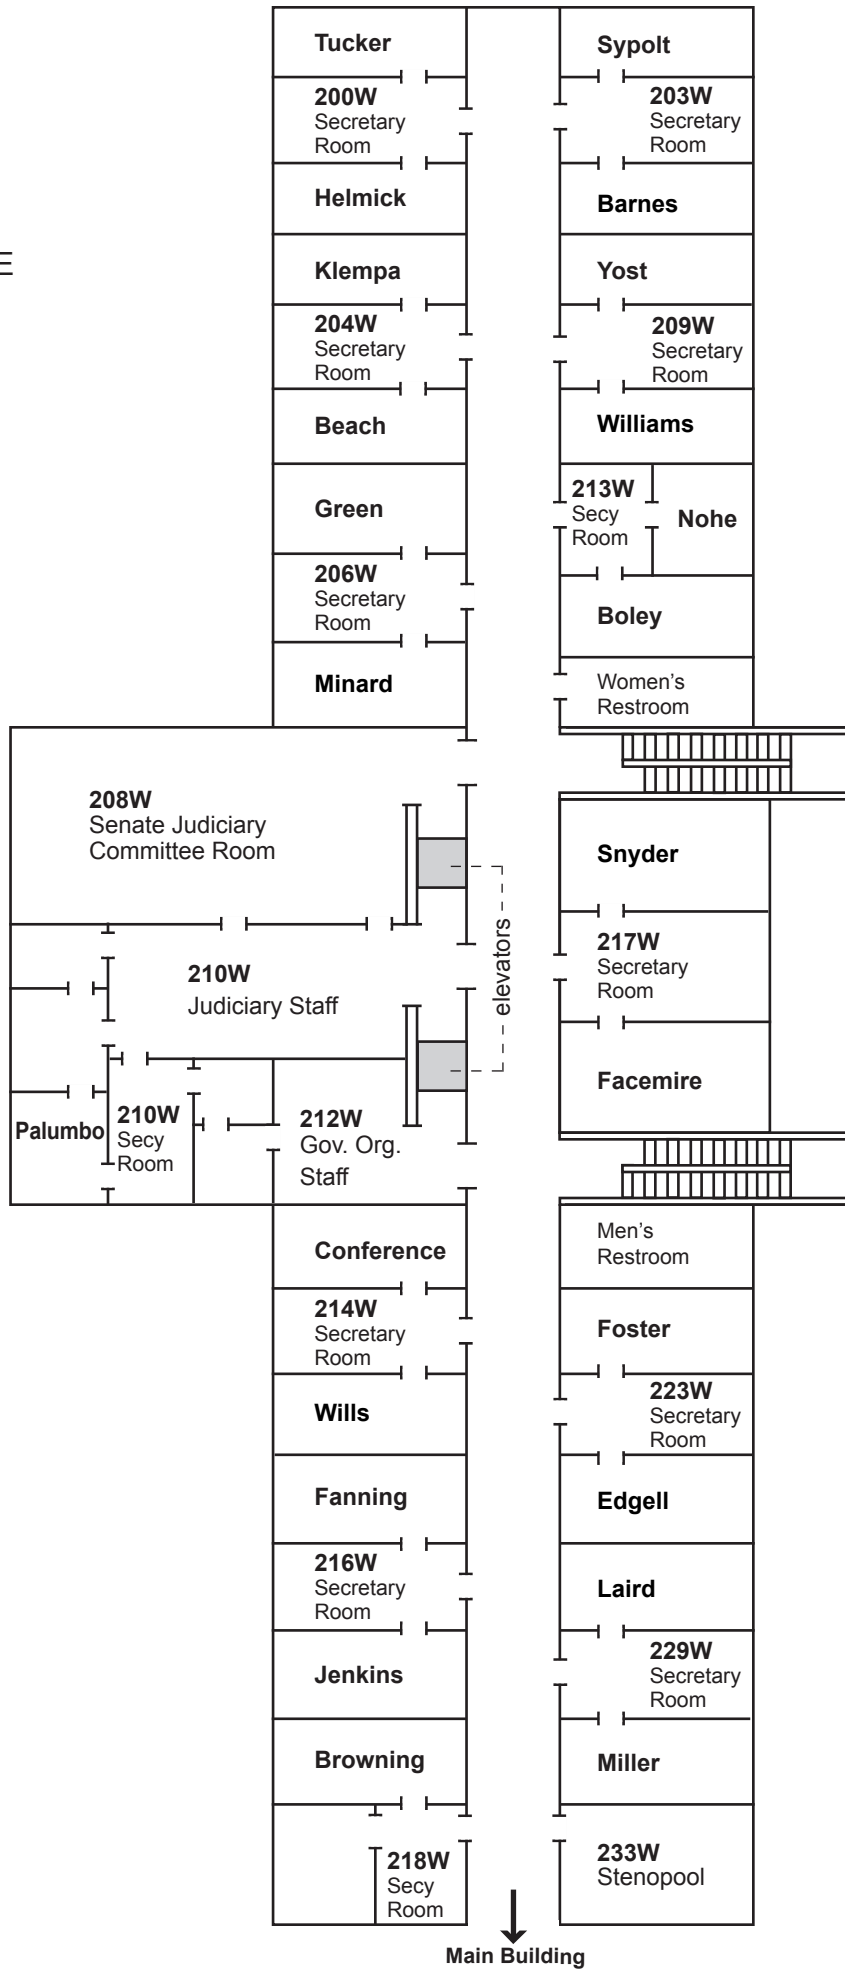 Tucker
200W
Secretary
Room
Helmick
Klempa
204W
Secretary
Room
Beach
Green
206W
Secretary
Room
Minard
Sypolt
203W
Secretary
Room
Barnes
Yost
209W
Secretary
Room
Williams
213W
Secy
Room
Nohe
Boley
Women's
Restroom
E
208W
Senate Judiciary
Committee Room
210W
Judiciary Staff
Palumbo
210W
Secy
Room
212W
Gov. Org.
Staff
elevators
Snyder
217W
Secretary
Room
Facemire
Conference
214W
Secretary
Room
Wills
Fanning
216W
Secretary
Room
Jenkins
Browning
218W
Secy
Room
Men's
Restroom
Foster
223W
Secretary
Room
Edgell
Laird
229W
Secretary
Room
Miller
233W
Stenopool
Main Building